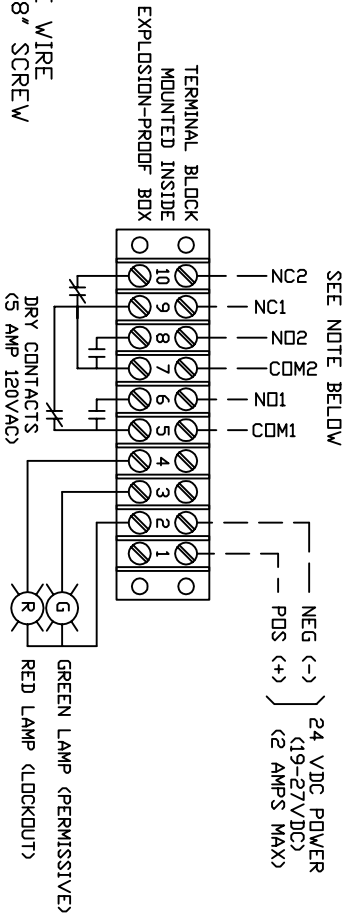 SEE NOTE BELOW
TERMINAL BLOCK
MOUNTED INSIDE
EXPLOSION-PROOF BOX
NC2
NC1
NO2
COM2
NO1
COM1
NEG (-)
POS (+)
24 VDC POWER
(19-27VDC)
(2 AMPS MAX)
10
9
8
7
6
5
4
3
2
1
DRY CONTACTS
(5 AMP 120VAC)
G
R
GREEN LAMP (PERMISSIVE)
RED LAMP (LOCKOUT)
WIRE
8" SCREW